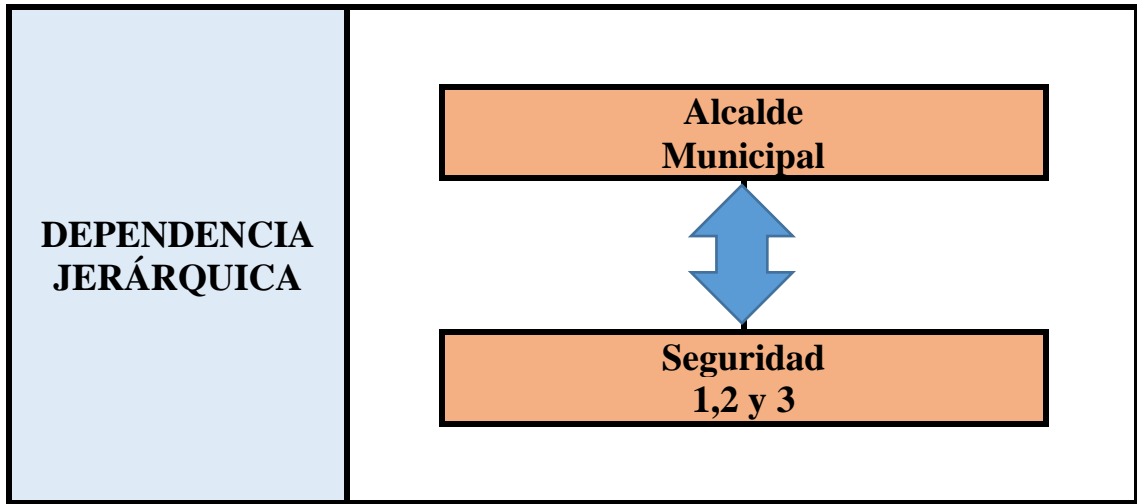 DEPENDENCIA
JERÁRQUICA
Alcalde
Municipal
Seguridad
1,2 y 3